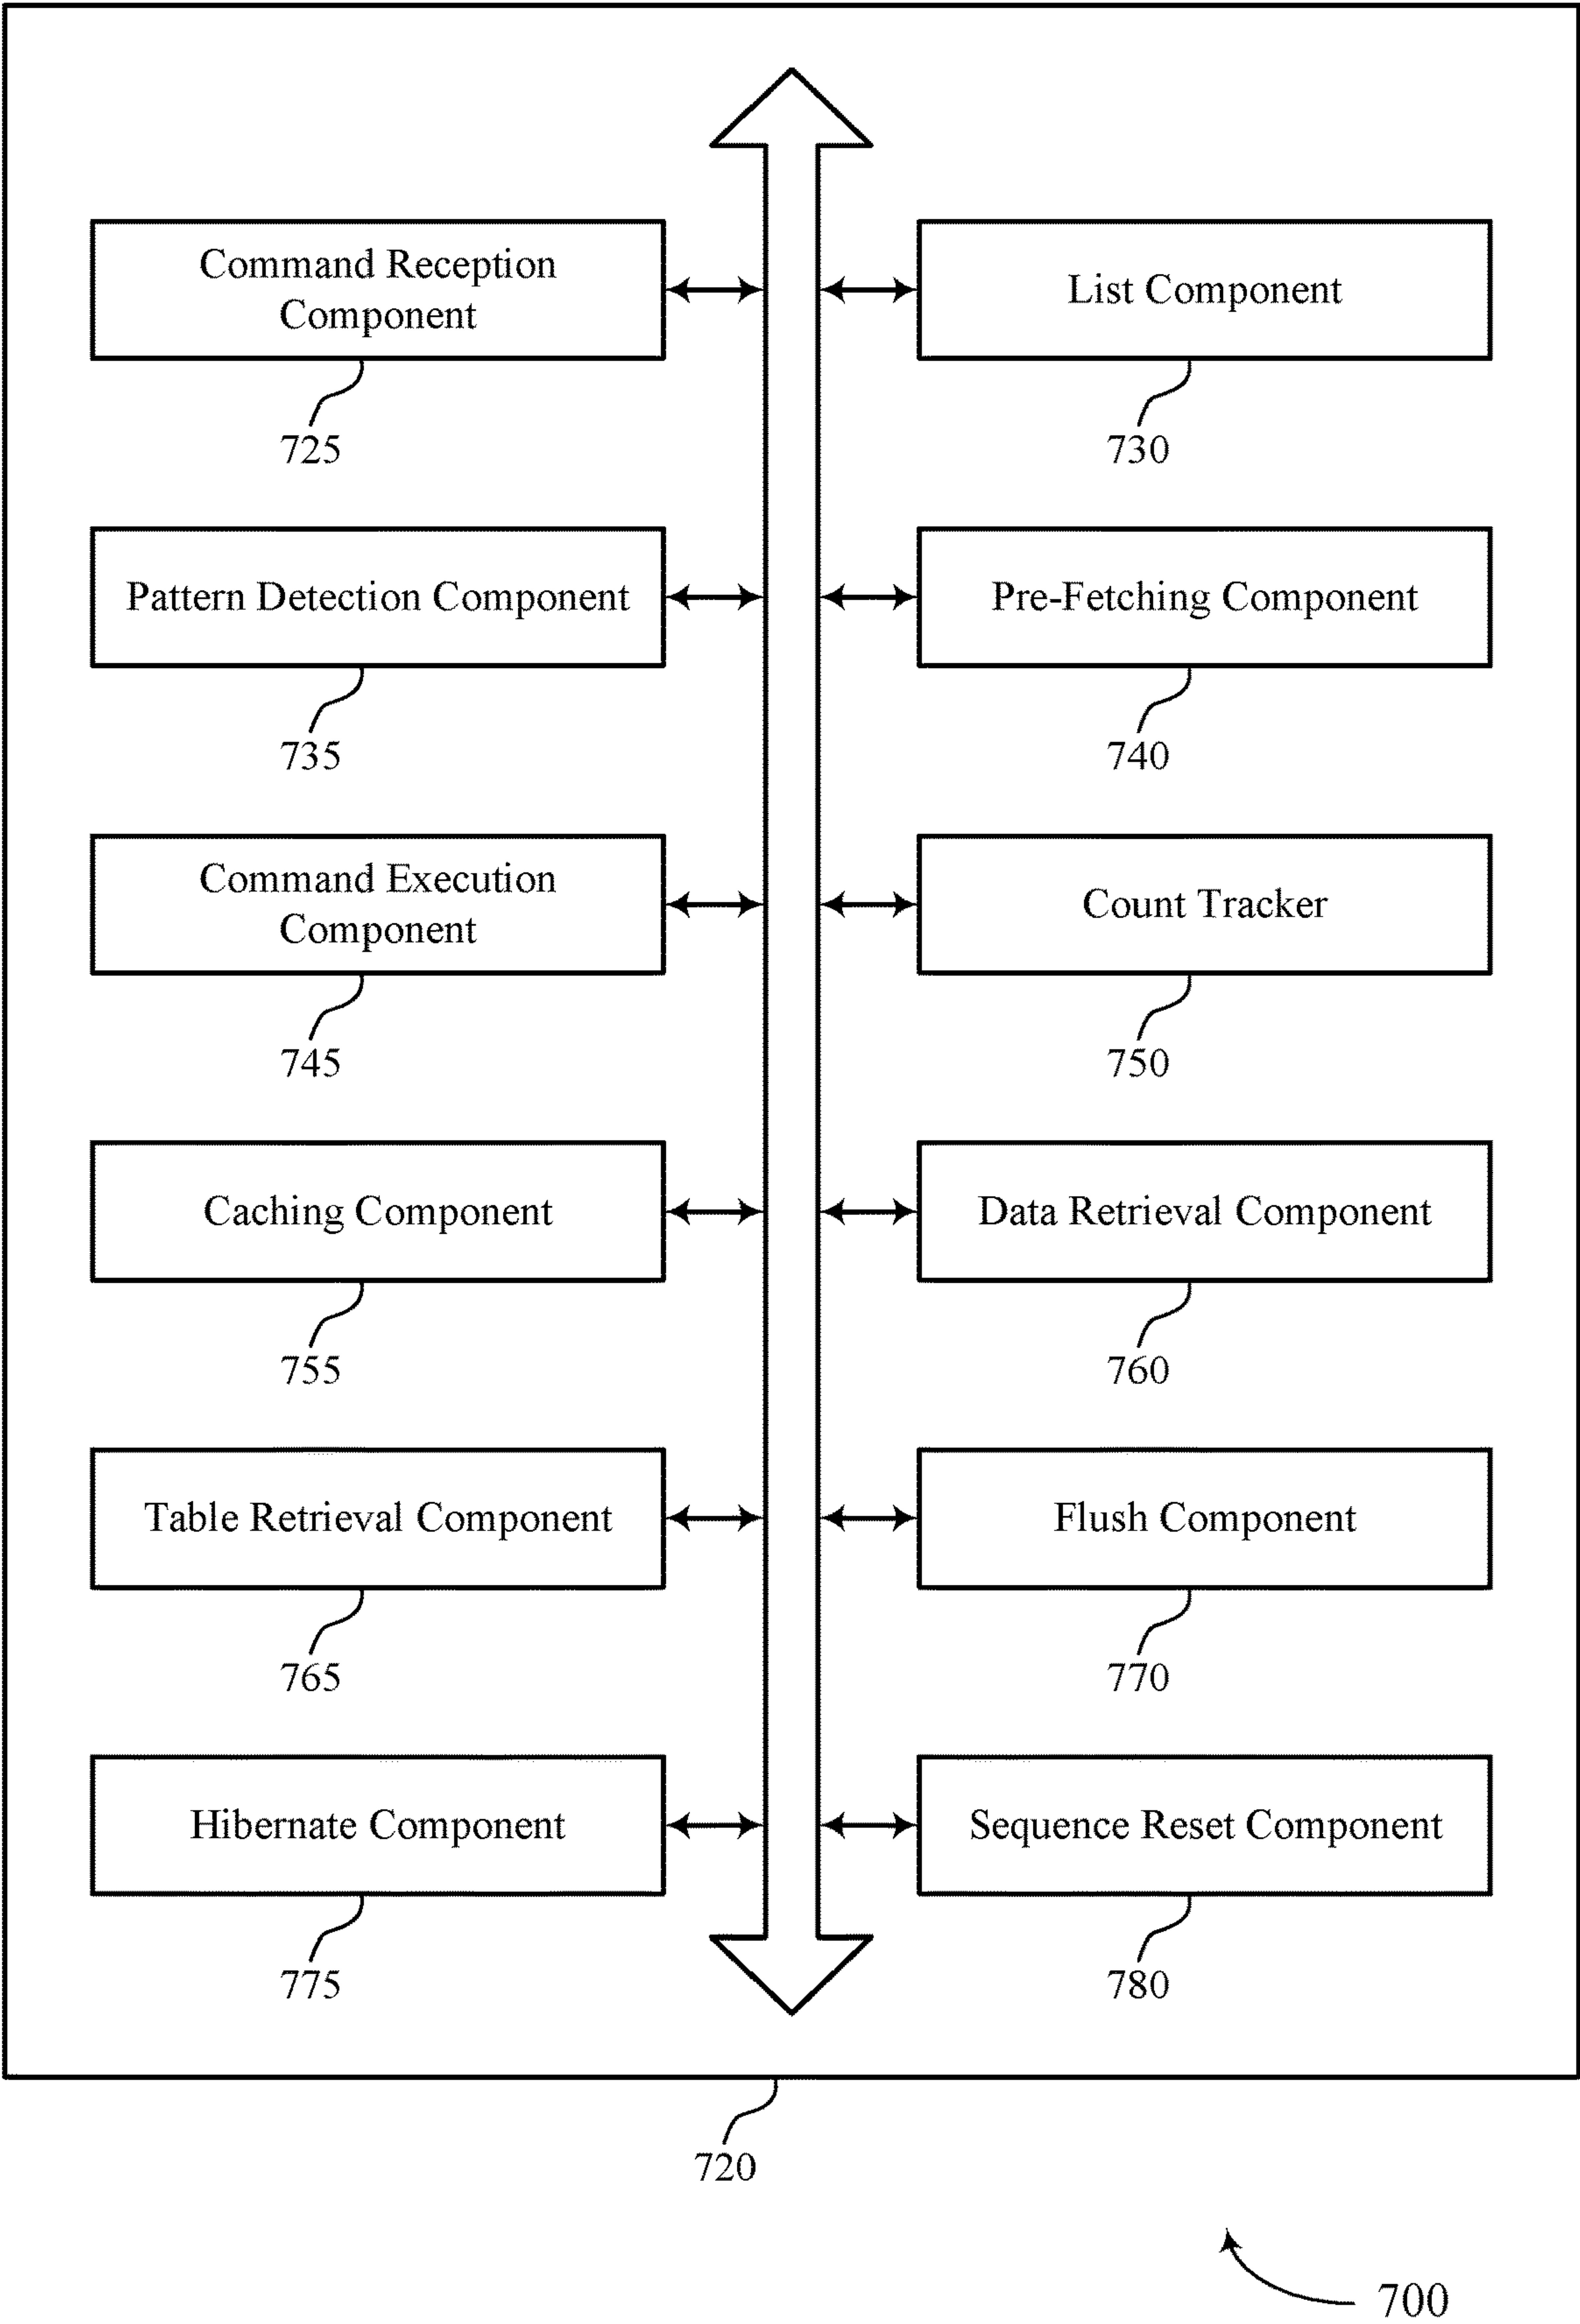 Command Reception
Component
725
List Component
730
Pattern Detection Component
735
Pre-Fetching Component
740
Command Execution
Component
745
Count Tracker
750
Caching Component
755
Data Retrieval Component
760
Table Retrieval Component
765
Flush Component
770
Hibernate Component
775
Sequence Reset Component
780
720
700